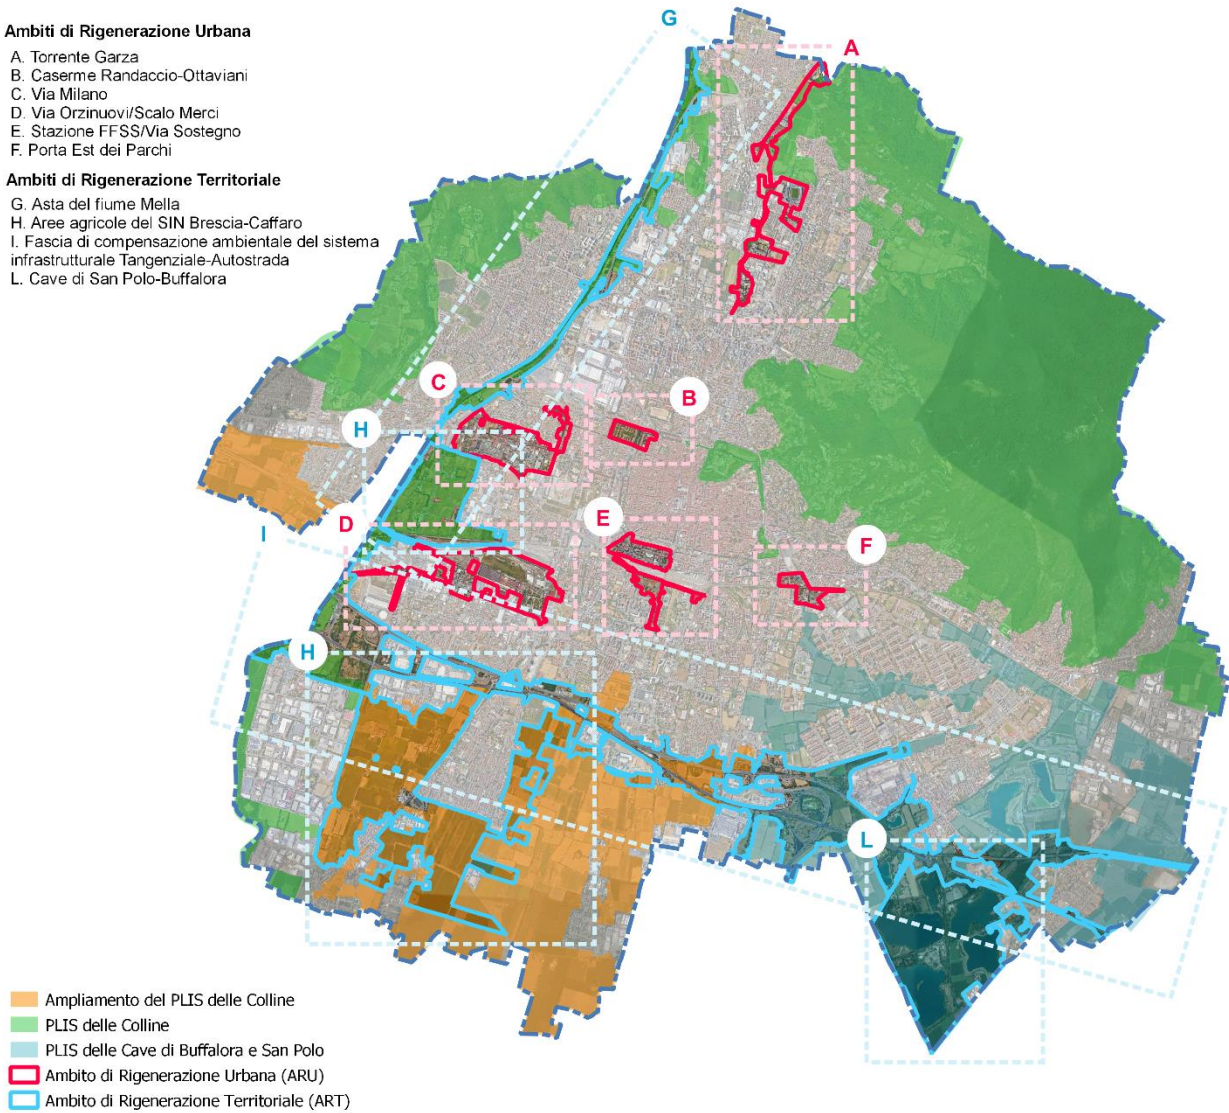 Ambiti di Rigenerazione Urbana
A. Torrente Garza
B. Caserme Randaccio-Ottaviani
C. Via Milano
D. Via Orzinuovi/Scalo Merci
E. Stazione FFSS/Via Sostegno
F. Porta Est dei Parchi
Ambiti di Rigenerazione Territoriale
G. Asta del fiume Mella
H. Aree agricole del SIN Brescia-Caffaro
I. Fascia di compensazione ambientale del sistema
infrastrutturale Tangenziale-Autostrada
L. Cave di San Polo-Buffalora
G
A
C
B
H
D
E
I
F
H
L
Ampliamento del PLIS delle Colline
PLIS delle Colline
PLIS delle Cave di Buffalora e San Polo
Ambito di Rigenerazione Urbana (ARU)
Ambito di Rigenerazione Territoriale (ART)